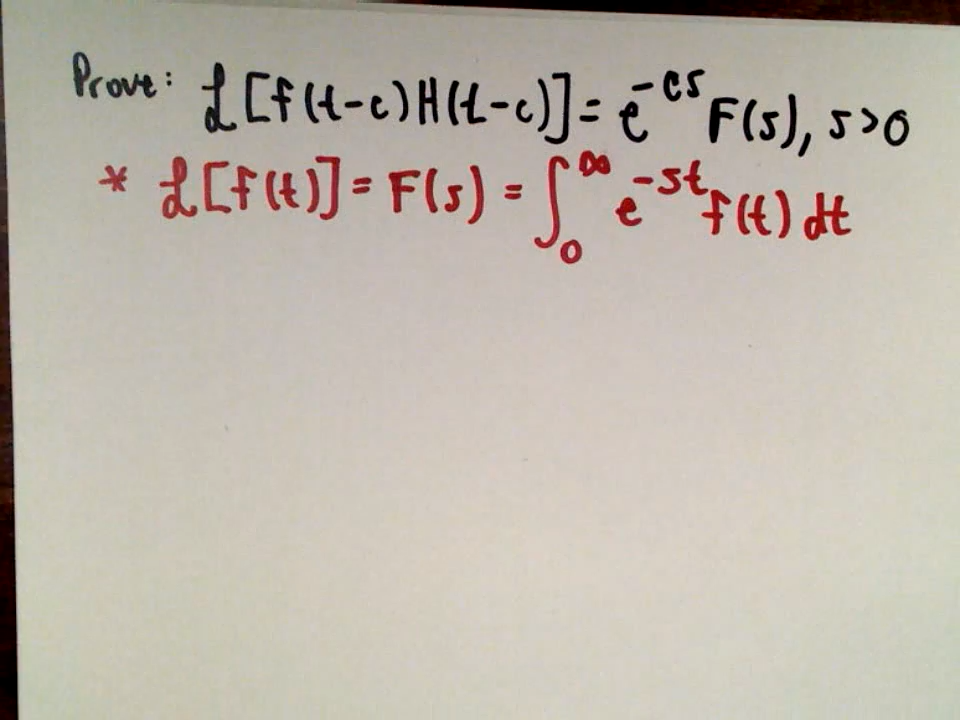 Prove: ℒ[f(t-c)H(t-c)] = e^{-cs} F(s), s>0
* ℒ[f(t)] = F(s) = ∫_0^∞ e^{-st} f(t) dt